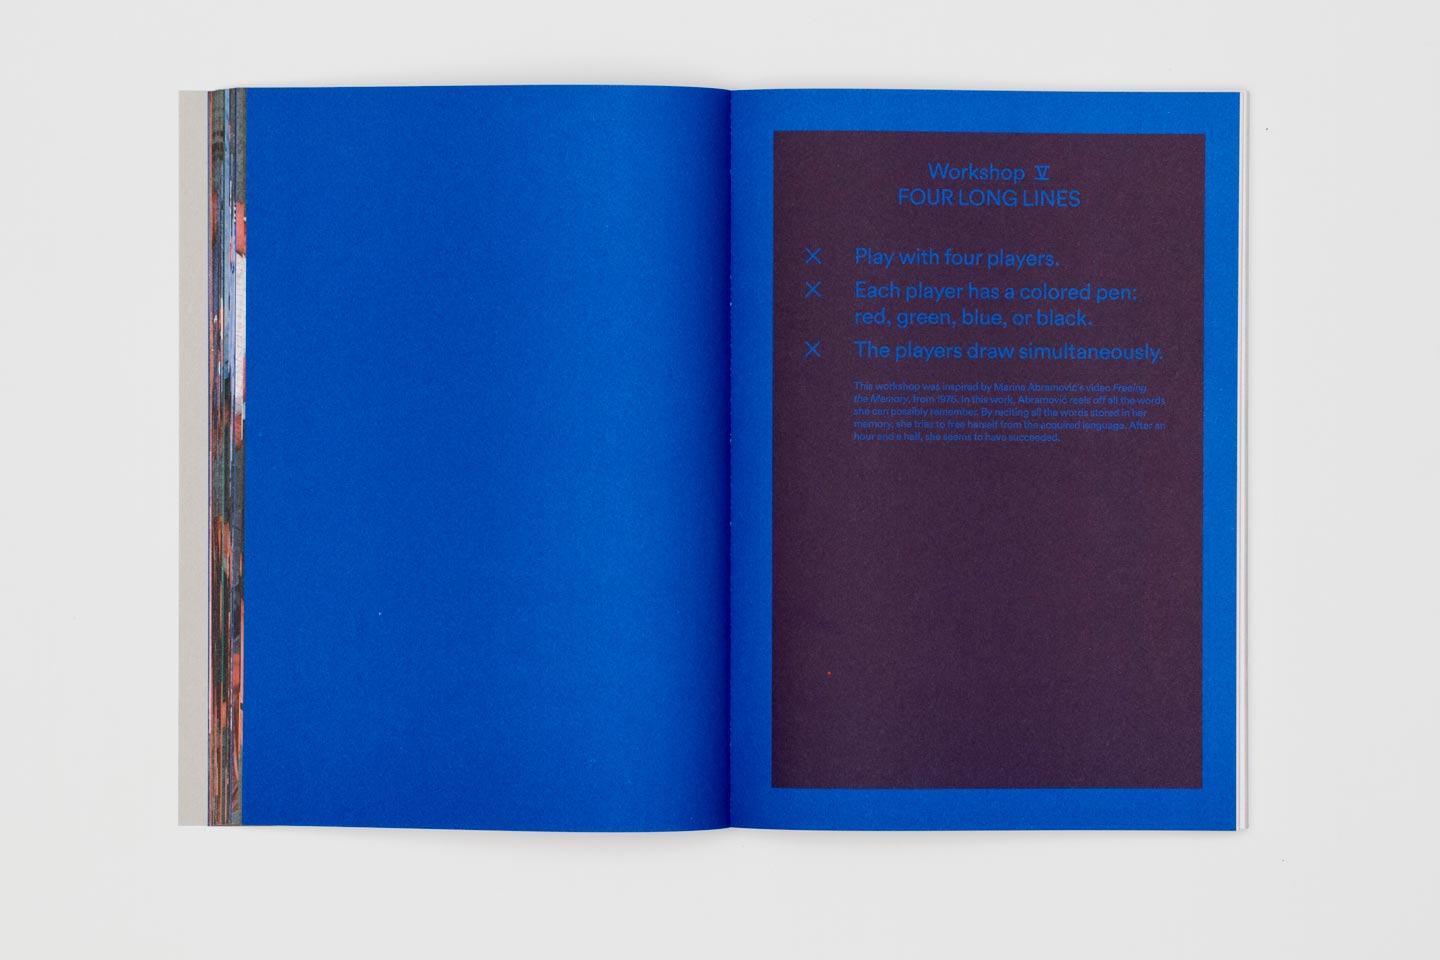 Workshop V
FOUR LONG LINES
× Play with four players.
× Each player has a colored pen:
red, green, blue, or black.
× The players draw simultaneously.
This workshop was inspired by Marina Abramović's video Freeing
the Memory, from 1976. In this work, Abramović reels off all the words
she can possibly remember. By reciting all the words stored in her
memory, she tries to free herself from the acquired language. After an
hour and a half, she seems to have succeeded.